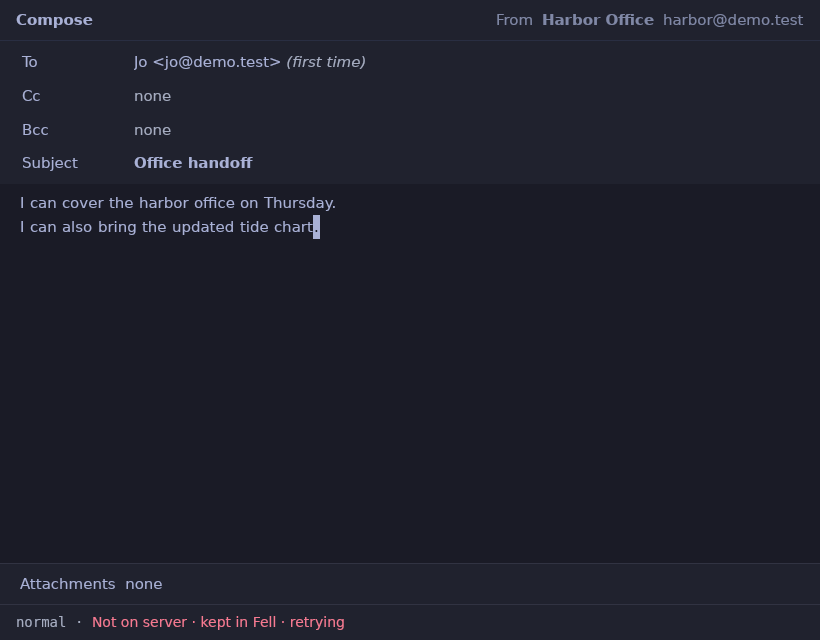 Compose From Harbor Office harbor@demo.test
To Jo <jo@demo.test> (first time)
Cc none
Bcc none
Subject Office handoff
I can cover the harbor office on Thursday.
I can also bring the updated tide chart.
Attachments none
normal · Not on server · kept in Fell · retrying